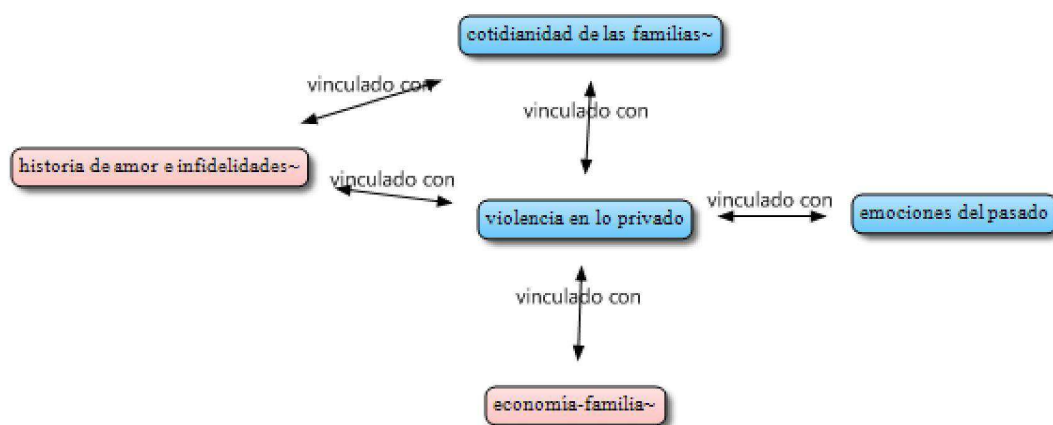 cotidianidad de las familias~
vinculado con
vinculado con
historia de amor e infidelidades~
vinculado con
violencia en lo privado
vinculado con
emociones del pasado
vinculado con
economía-familia~